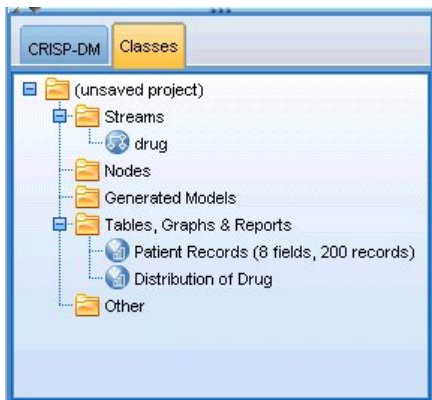 CRISP-DM Classes
(unsaved project)
Streams
drug
Nodes
Generated Models
Tables, Graphs & Reports
Patient Records (8 fields, 200 records)
Distribution of Drug
Other